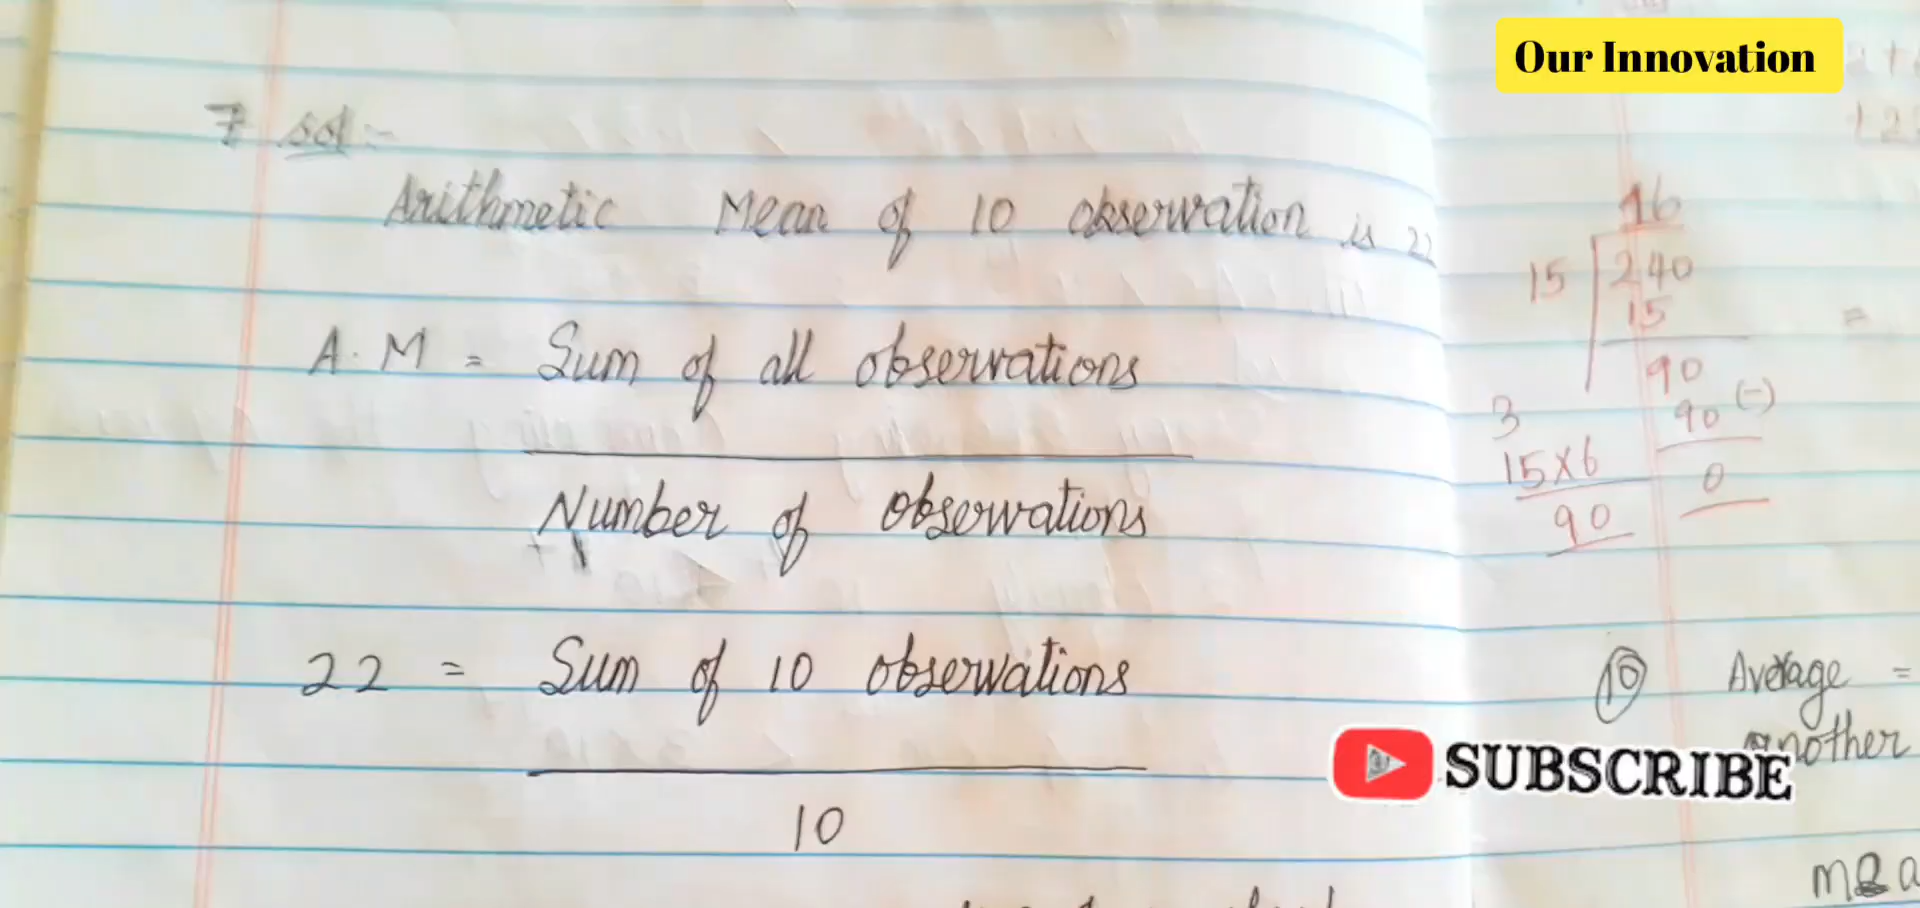 Our Innovation
7 sol:-
Arithmetic Mean of 10 observation is 22
A.M = Sum of all observations
Number of observations
22 = Sum of 10 observations
10
16
15 240
15
90
90 (-)
0
3
15x6
90
=
10 Average =
another
SUBSCRIBE